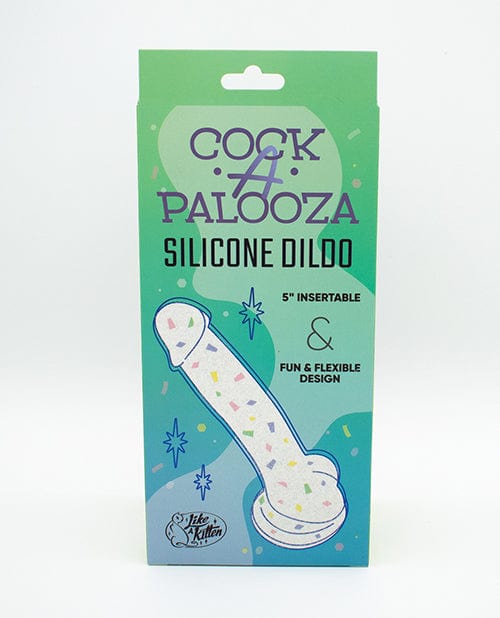 COCK
·A·
PALOOZA
SILICONE DILDO
5" INSERTABLE
&
FUN & FLEXIBLE
DESIGN
Like
A
Kitten